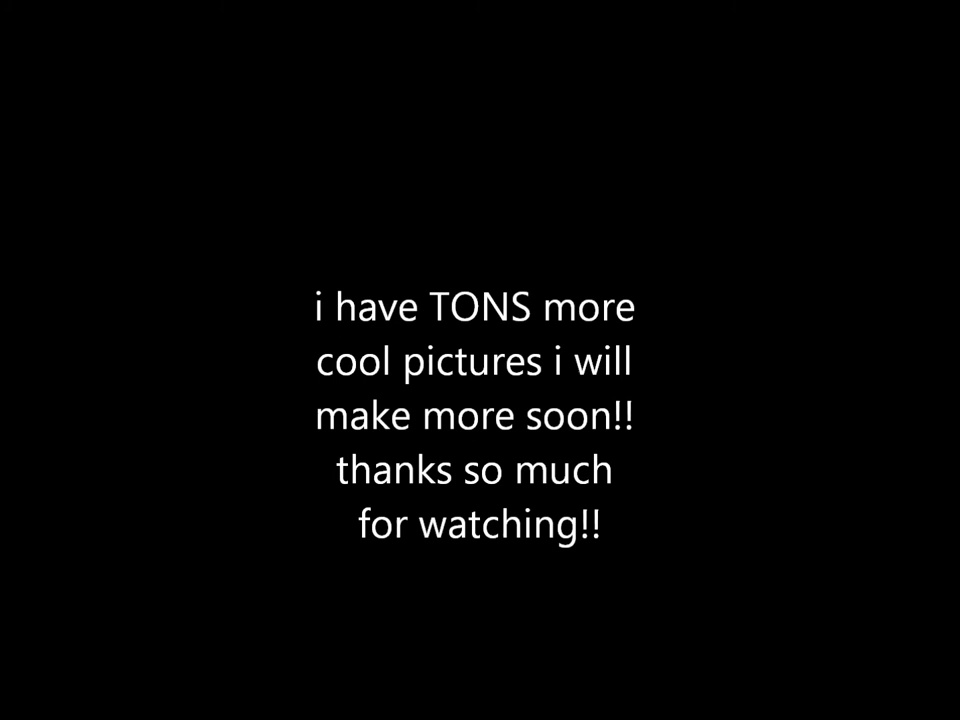 i have TONS more
cool pictures i will
make more soon!!
thanks so much
for watching!!